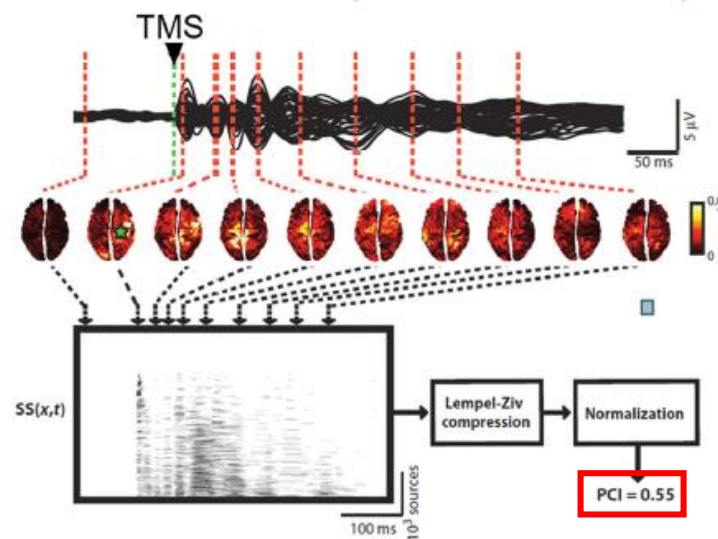 TMS
5 µV
50 ms
0
SS(x,t)
Lempel-Ziv
compression
Normalization
PCI = 0.55
10³ sources
100 ms